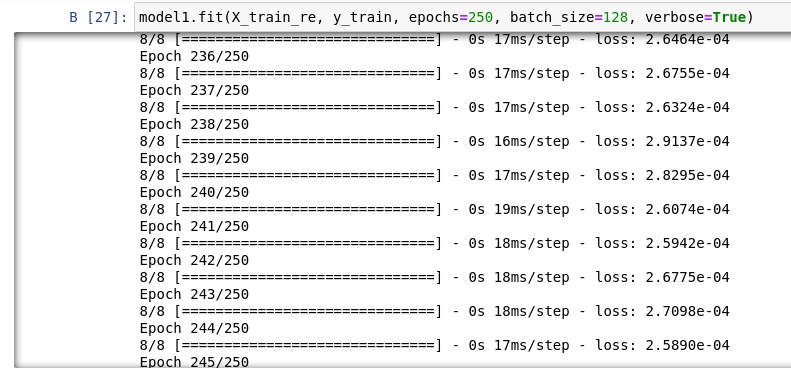 B [27]: model1.fit(X_train_re, y_train, epochs=250, batch_size=128, verbose=True)
8/8 [==============================] - 0s 17ms/step - loss: 2.6464e-04
Epoch 236/250
8/8 [==============================] - 0s 17ms/step - loss: 2.6755e-04
Epoch 237/250
8/8 [==============================] - 0s 17ms/step - loss: 2.6324e-04
Epoch 238/250
8/8 [==============================] - 0s 16ms/step - loss: 2.9137e-04
Epoch 239/250
8/8 [==============================] - 0s 17ms/step - loss: 2.8295e-04
Epoch 240/250
8/8 [==============================] - 0s 19ms/step - loss: 2.6074e-04
Epoch 241/250
8/8 [==============================] - 0s 18ms/step - loss: 2.5942e-04
Epoch 242/250
8/8 [==============================] - 0s 18ms/step - loss: 2.6775e-04
Epoch 243/250
8/8 [==============================] - 0s 18ms/step - loss: 2.7098e-04
Epoch 244/250
8/8 [==============================] - 0s 17ms/step - loss: 2.5890e-04
Epoch 245/250